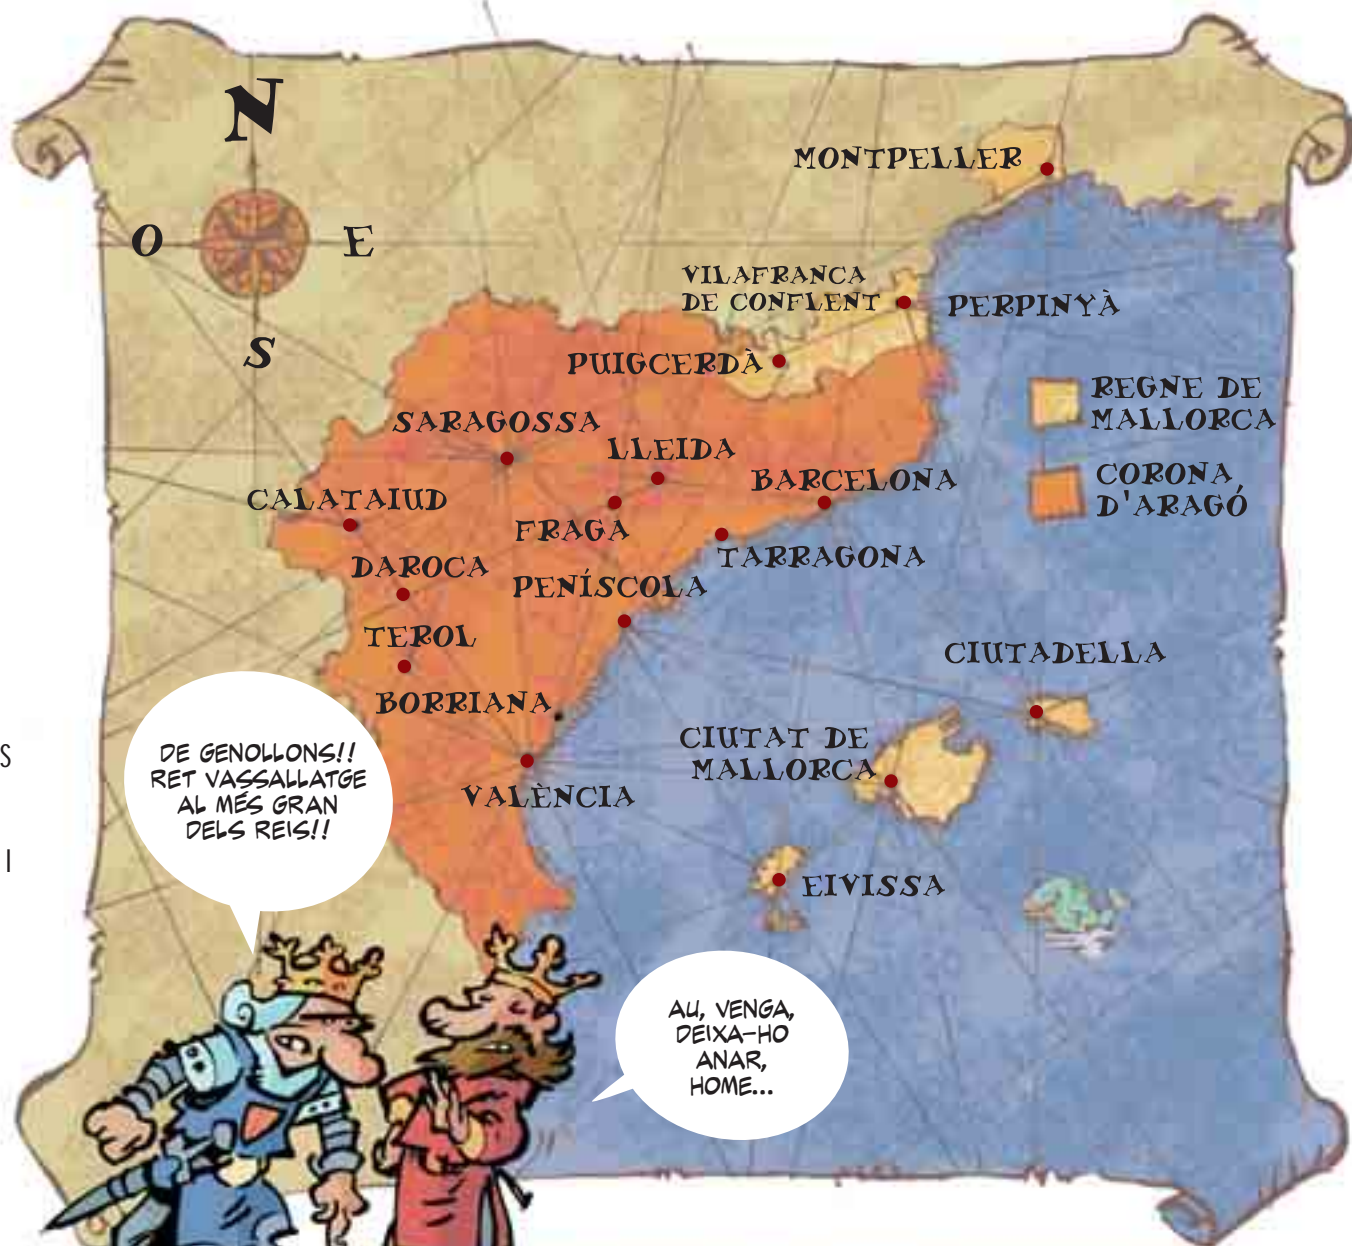 N
O
E
S
MONTPELLER
VILAFRANCA
DE CONFLENT
PERPINYÀ
PUIGCERDÀ
REGNE DE
MALLORCA
SARAGOSSA
LLEIDA
BARCELONA
CORONA
D'ARAGÓ
CALATAIUD
FRAGA
TARRAGONA
DAROCA
PENÍSCOLA
TEROL
CIUTADELLA
BORRIANA
CIUTAT DE
MALLORCA
VALÈNCIA
EIVISSA
S
I
DE GENOLLONS!!
RET VASSALLATGE
AL MÉS GRAN
DELS REIS!!
AU, VENGA,
DEIXA-HO
ANAR,
HOME...